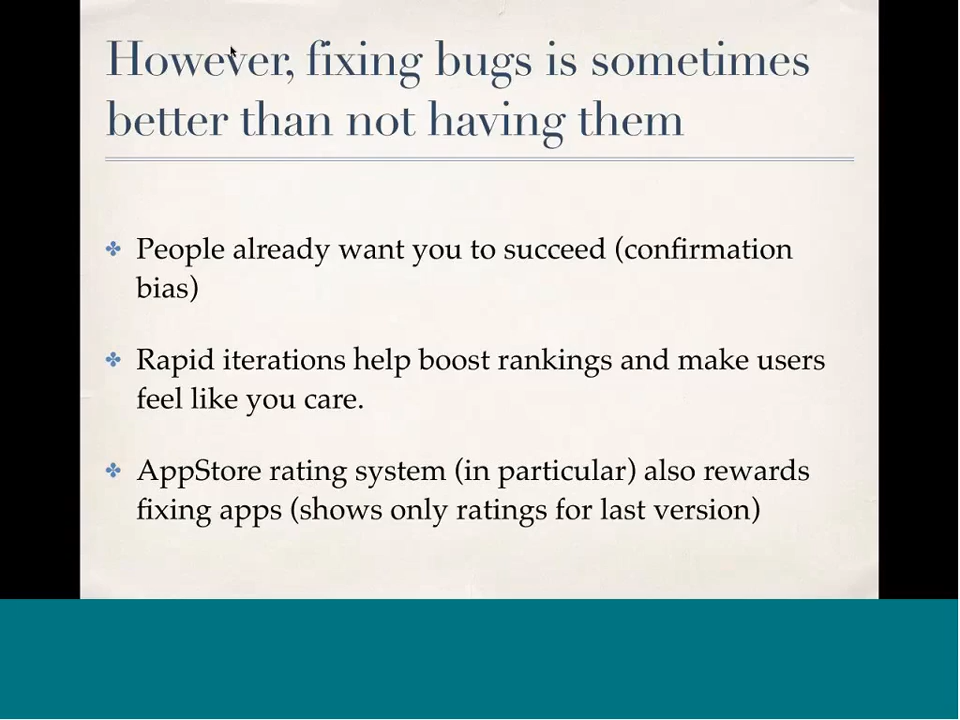 However, fixing bugs is sometimes
better than not having them
People already want you to succeed (confirmation
bias)
Rapid iterations help boost rankings and make users
feel like you care.
AppStore rating system (in particular) also rewards
fixing apps (shows only ratings for last version)